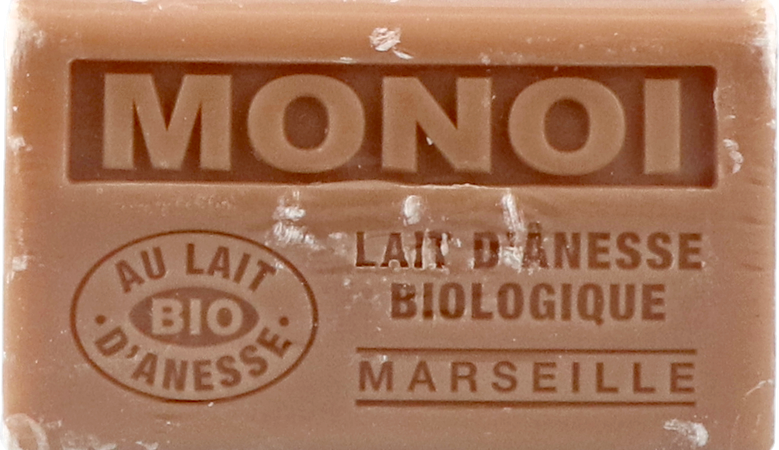 MONOI
AU LAIT
BIO
• D'ANESSE •
LAIT D'ÂNESSE
BIOLOGIQUE
MARSEILLE